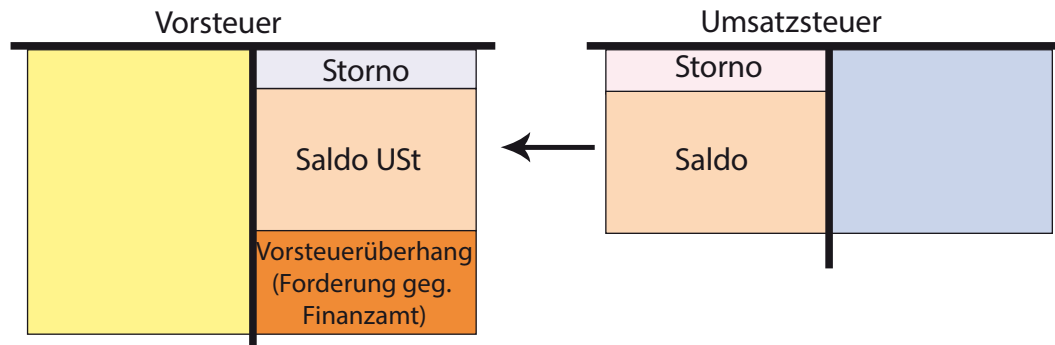 Vorsteuer
Storno
Saldo USt
Vorsteuerüberhang
(Forderung geg.
Finanzamt)
Umsatzsteuer
Storno
Saldo